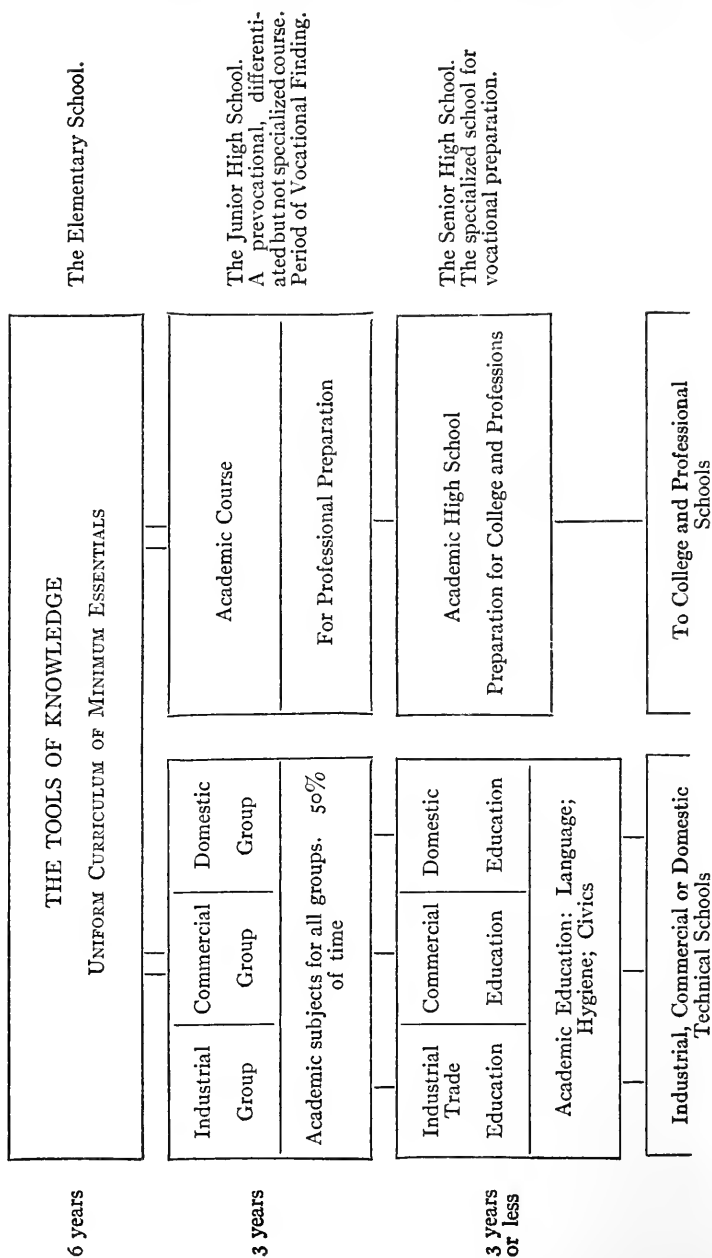 6 years
THE TOOLS OF KNOWLEDGE
UNIFORM CURRICULUM OF MINIMUM ESSENTIALS
The Elementary School.
3 years
Industrial
Group
Commercial
Group
Domestic
Group
Academic subjects for all groups. 50%
of time
Academic Course
For Professional Preparation
The Junior High School.
A prevocational, differenti-
ated but not specialized course.
Period of Vocational Finding.
3 years
or less
Industrial
Trade
Education
Commercial
Education
Domestic
Education
Academic Education: Language;
Hygiene; Civics
Academic High School
Preparation for College and Professions
The Senior High School.
The specialized school for
vocational preparation.
Industrial, Commercial or Domestic
Technical Schools
To College and Professional
Schools